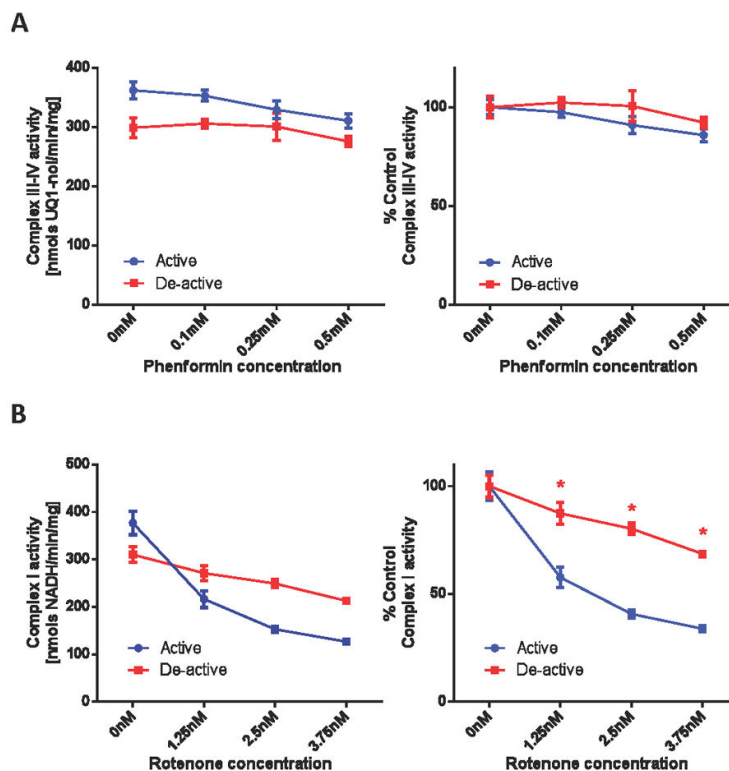 A
Complex III-IV activity
[nmols UQ1-nol/min/mg]
400
300
200
100
0
Active
De-active
0mM
0.1mM
0.25mM
0.5mM
Phenformin concentration
% Control
Complex III-IV activity
100
50
0
Active
De-active
0mM
0.1mM
0.25mM
0.5mM
Phenformin concentration
B
Complex I activity
[nmols NADH/min/mg]
500
400
300
200
100
0
Active
De-active
0nM
1.25nM
2.5nM
3.75nM
Rotenone concentration
% Control
Complex I activity
100
50
0
* * *
Active
De-active
0nM
1.25nM
2.5nM
3.75nM
Rotenone concentration